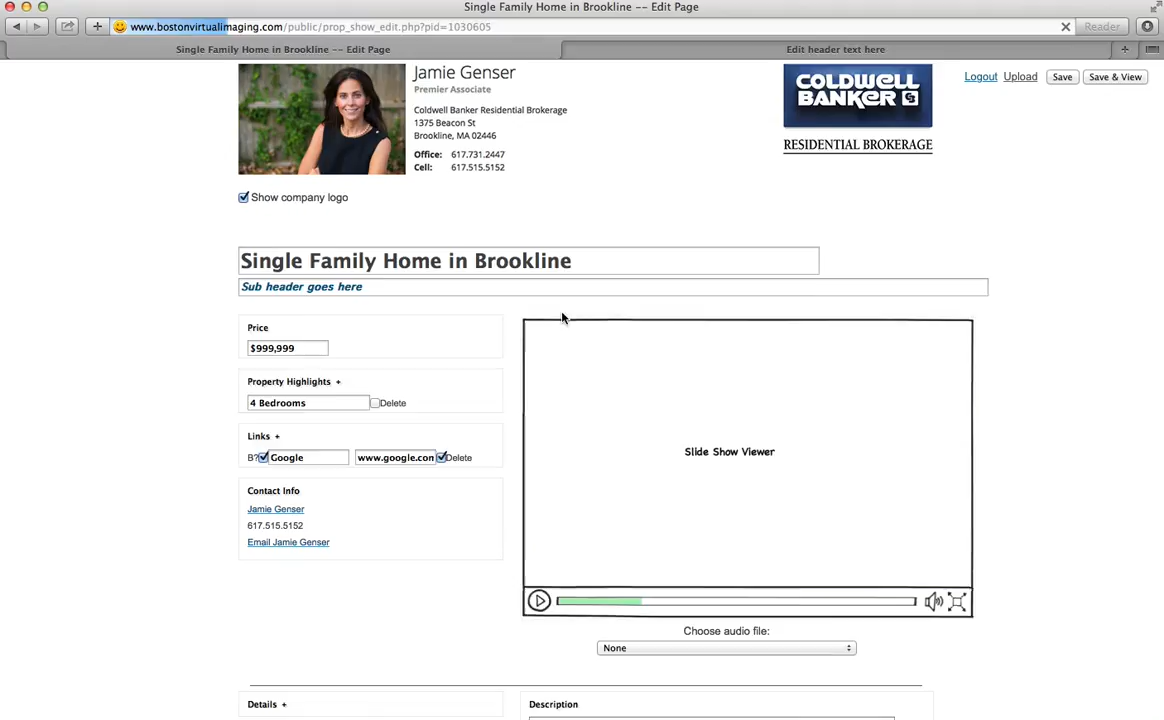 Single Family Home in Brookline -- Edit Page
www.bostonvirtualimaging.com/public/prop_show_edit.php?pid=1030605
Reader
Single Family Home in Brookline -- Edit Page
Edit header text here
Jamie Genser
Premier Associate
Coldwell Banker Residential Brokerage
1375 Beacon St
Brookline, MA 02446
Office: 617.731.2447
Cell: 617.515.5152
COLDWELL
BANKER
RESIDENTIAL BROKERAGE
Logout Upload Save Save & View
Show company logo
Single Family Home in Brookline
Sub header goes here
Price
$999,999
Property Highlights +
4 Bedrooms Delete
Links +
B? Google www.google.com Delete
Contact Info
Jamie Genser
617.515.5152
Email Jamie Genser
Slide Show Viewer
Choose audio file:
None
Details +
Description